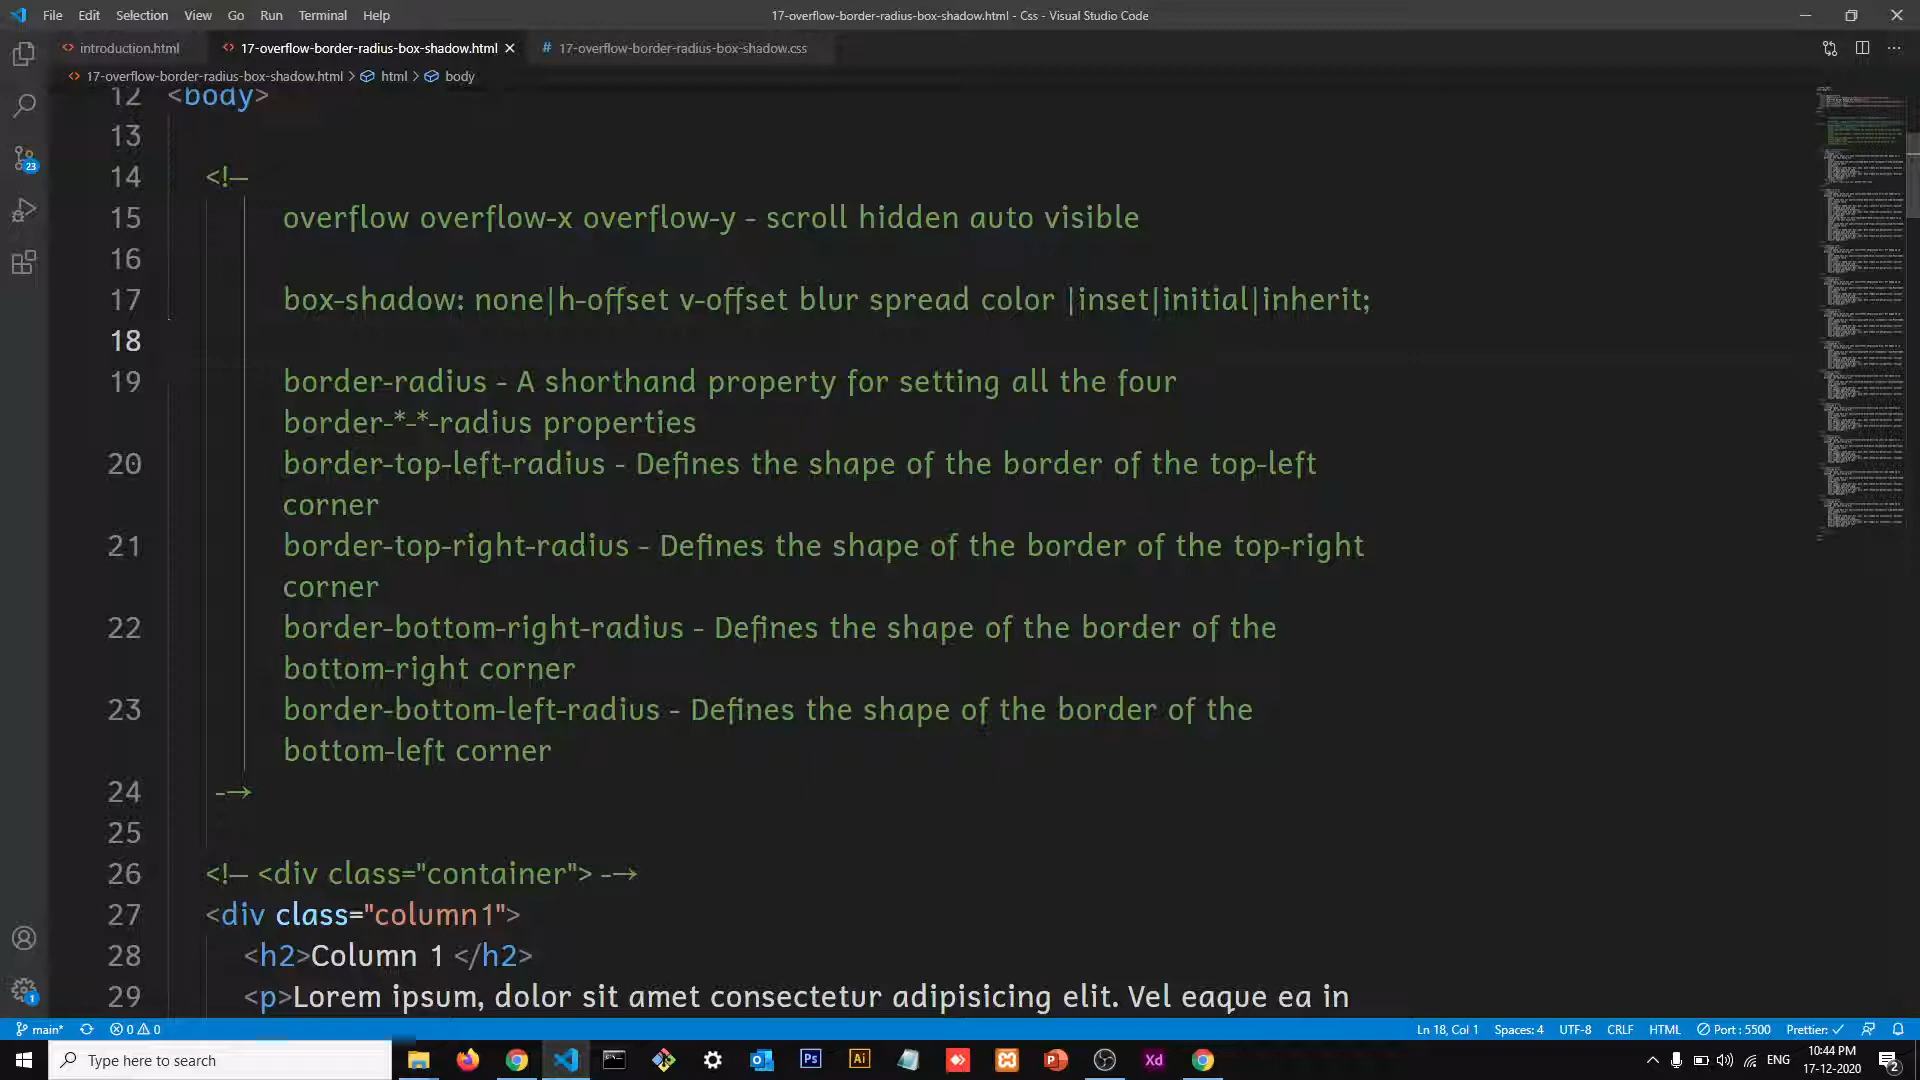 File Edit Selection View Go Run Terminal Help
17-overflow-border-radius-box-shadow.html - Css - Visual Studio Code
introduction.html
17-overflow-border-radius-box-shadow.html
# 17-overflow-border-radius-box-shadow.css
17-overflow-border-radius-box-shadow.html > html > body
12 <body>
13
14 <!--
15 overflow overflow-x overflow-y - scroll hidden auto visible
16
17 box-shadow: none|h-offset v-offset blur spread color |inset|initial|inherit;
18
19 border-radius - A shorthand property for setting all the four
border-*-*-radius properties
20 border-top-left-radius - Defines the shape of the border of the top-left
corner
21 border-top-right-radius - Defines the shape of the border of the top-right
corner
22 border-bottom-right-radius - Defines the shape of the border of the
bottom-right corner
23 border-bottom-left-radius - Defines the shape of the border of the
bottom-left corner
24 -->
25
26 <!-- <div class="container"> -->
27 <div class="column1">
28 <h2>Column 1 </h2>
29 <p>Lorem ipsum, dolor sit amet consectetur adipisicing elit. Vel eaque ea in
23
1
main* 0 0
Ln 18, Col 1 Spaces: 4 UTF-8 CRLF HTML Port : 5500 Prettier: ✓
Type here to search
Ps Ai Xd
ENG
10:44 PM
17-12-2020
2